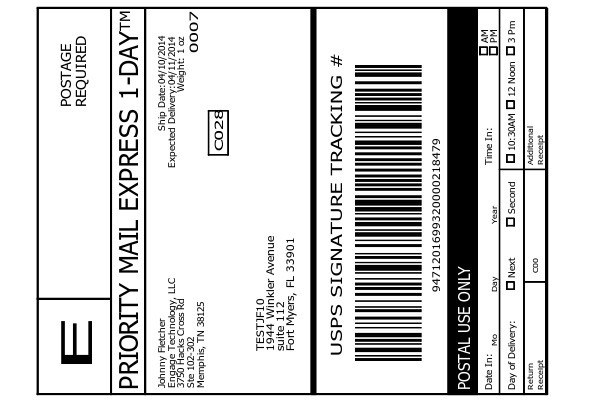 E
POSTAGE
REQUIRED
PRIORITY MAIL EXPRESS 1-DAY™
Johnny Fletcher
Engage Technology, LLC
3750 Hacks Cross Rd
Ste 102-302
Memphis, TN 38125
Ship Date:04/10/2014
Expected Delivery:04/11/2014
Weight: 1 oz
0007
C028
TESTJF10
1944 Winkler Avenue
suite 112
Fort Myers, FL 33901
USPS SIGNATURE TRACKING #
9471201699320000218479
POSTAL USE ONLY
Date In: Mo Day Year Time In: AM PM
Day of Delivery: Next Second 10:30AM 12 Noon 3 Pm
Return
Receipt
COD
Additional
Receipt